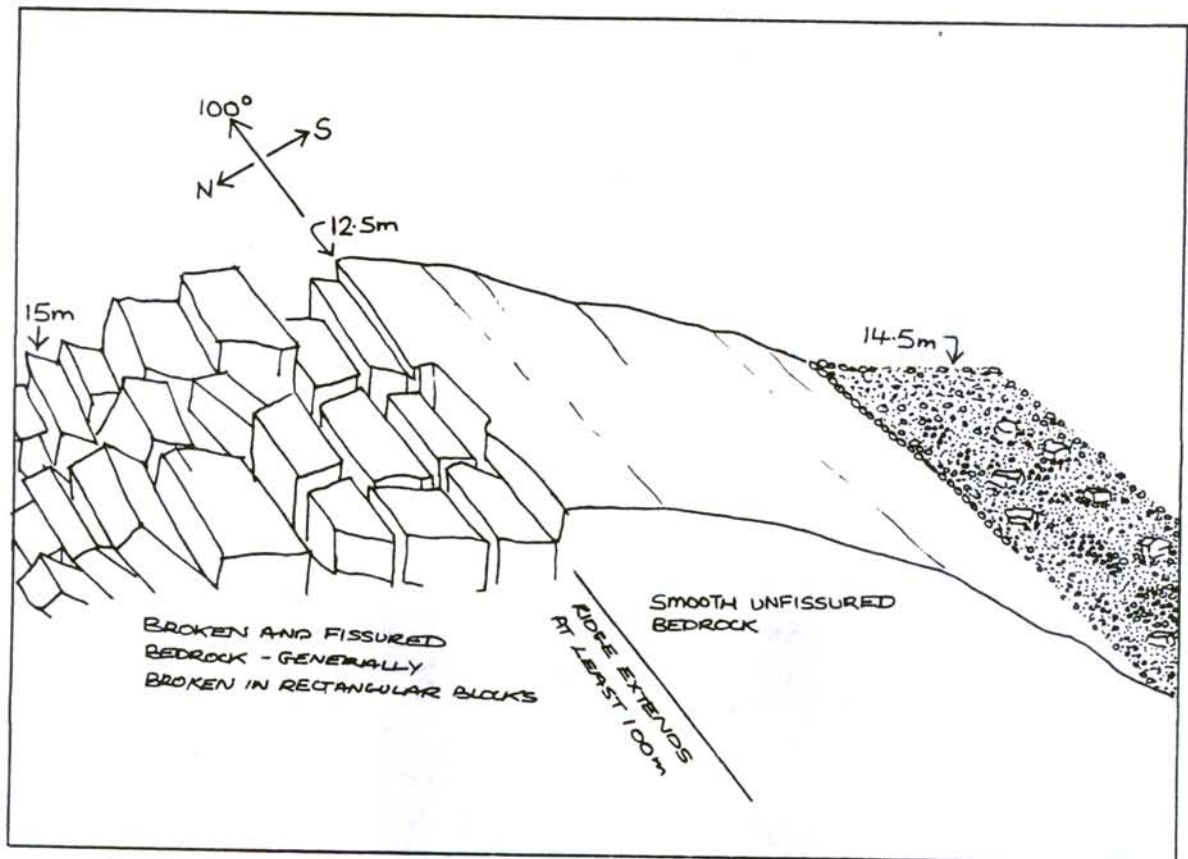 100°
S
N
12.5m
15m
14.5m
BROKEN AND FISSURED
BEDROCK - GENERALLY
BROKEN IN RECTANGULAR BLOCKS
RIDGE EXTENDS
AT LEAST 100m
SMOOTH UNFISSURED
BEDROCK